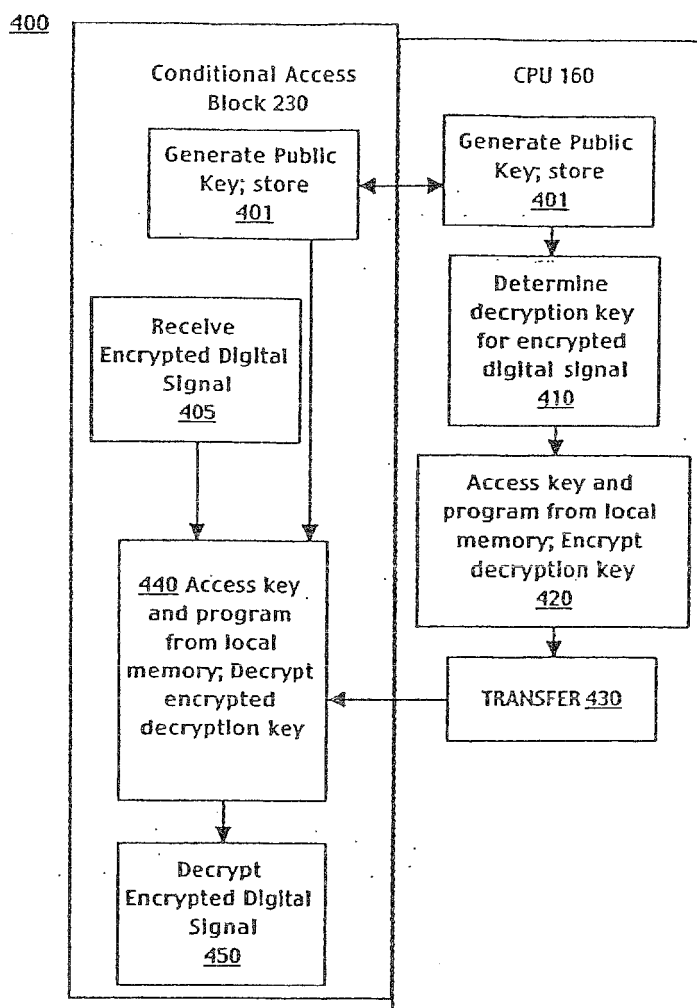 400
Conditional Access
Block 230
Generate Public
Key; store
401
Receive
Encrypted Digital
Signal
405
440 Access key
and program
from local
memory; Decrypt
encrypted
decryption key
Decrypt
Encrypted Digital
Signal
450
CPU 160
Generate Public
Key; store
401
Determine
decryption key
for encrypted
digital signal
410
Access key and
program from local
memory; Encrypt
decryption key
420
TRANSFER 430